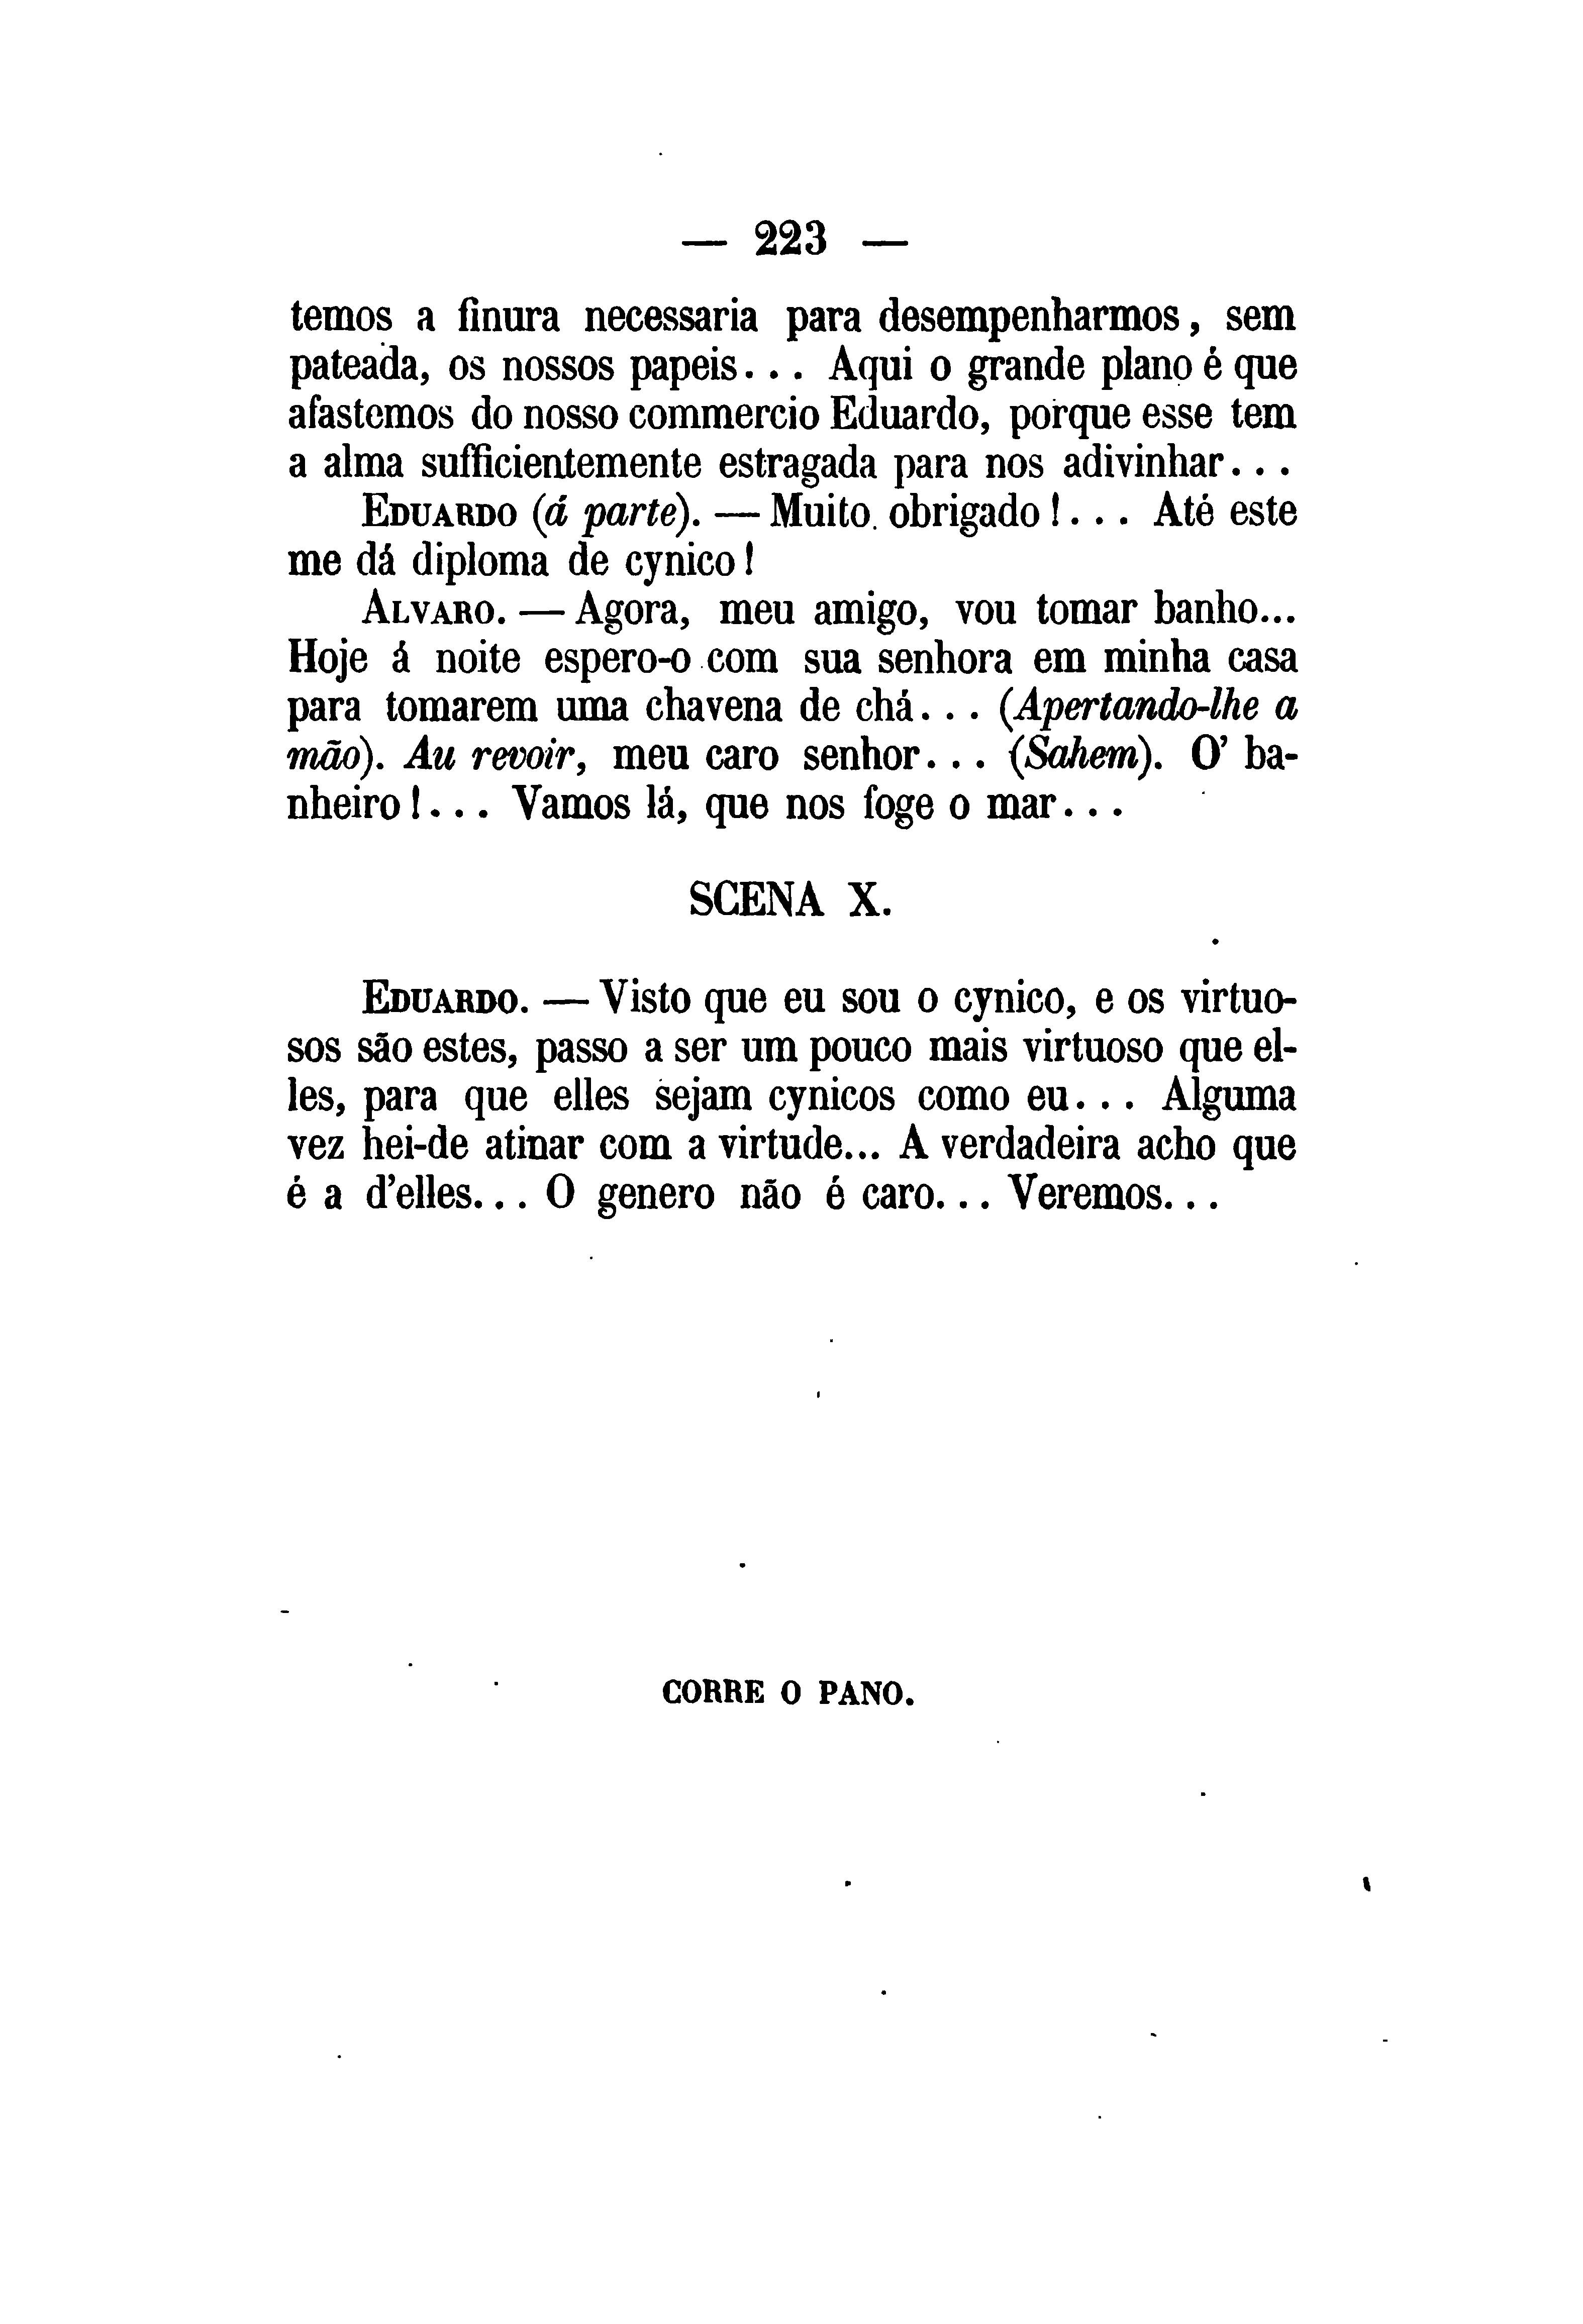 — 223 —
temos a finura necessaria para desempenharmos, sem
pateada, os nossos papeis... Aqui o grande plano é que
afastemos do nosso commercio Eduardo, porque esse tem
a alma sufficientemente estragada para nos adivinhar...
EDUARDO (á parte). — Muito obrigado!... Até este
me dá diploma de cynico!
ALVARO. — Agora, meu amigo, vou tomar banho...
Hoje á noite espero-o com sua senhora em minha casa
para tomarem uma chavena de chá... (Apertando-lhe a
mão). Au revoir, meu caro senhor... (Sahem). O' ba-
nheiro!... Vamos lá, que nos foge o mar...
SCENA X.
EDUARDO. — Visto que eu sou o cynico, e os virtuo-
sos são estes, passo a ser um pouco mais virtuoso que el-
les, para que elles sejam cynicos como eu... Alguma
vez hei-de atinar com a virtude... A verdadeira acho que
é a d'elles... O genero não é caro... Veremos...
CORRE O PANO.